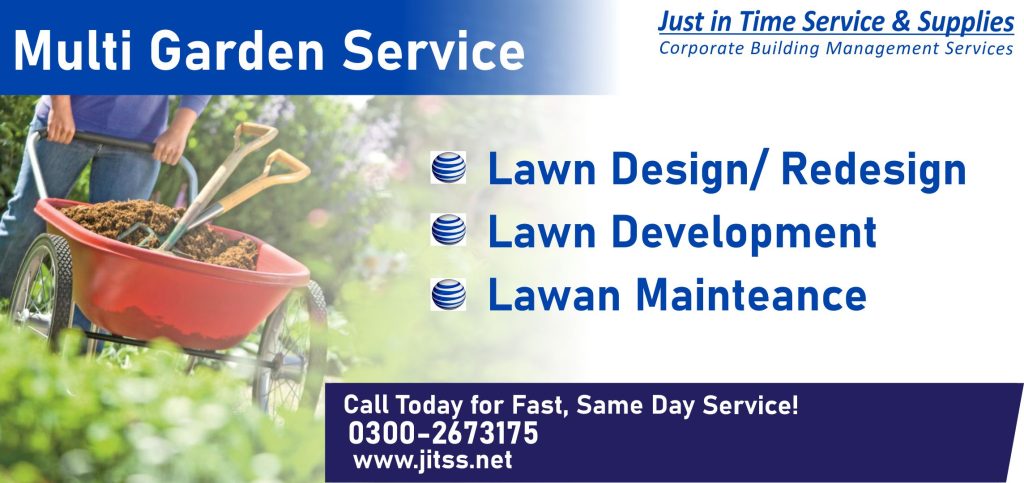 Multi Garden Service
Just in Time Service & Supplies
Corporate Building Management Services
Lawn Design/ Redesign
Lawn Development
Lawan Mainteance
Call Today for Fast, Same Day Service!
0300-2673175
www.jitss.net